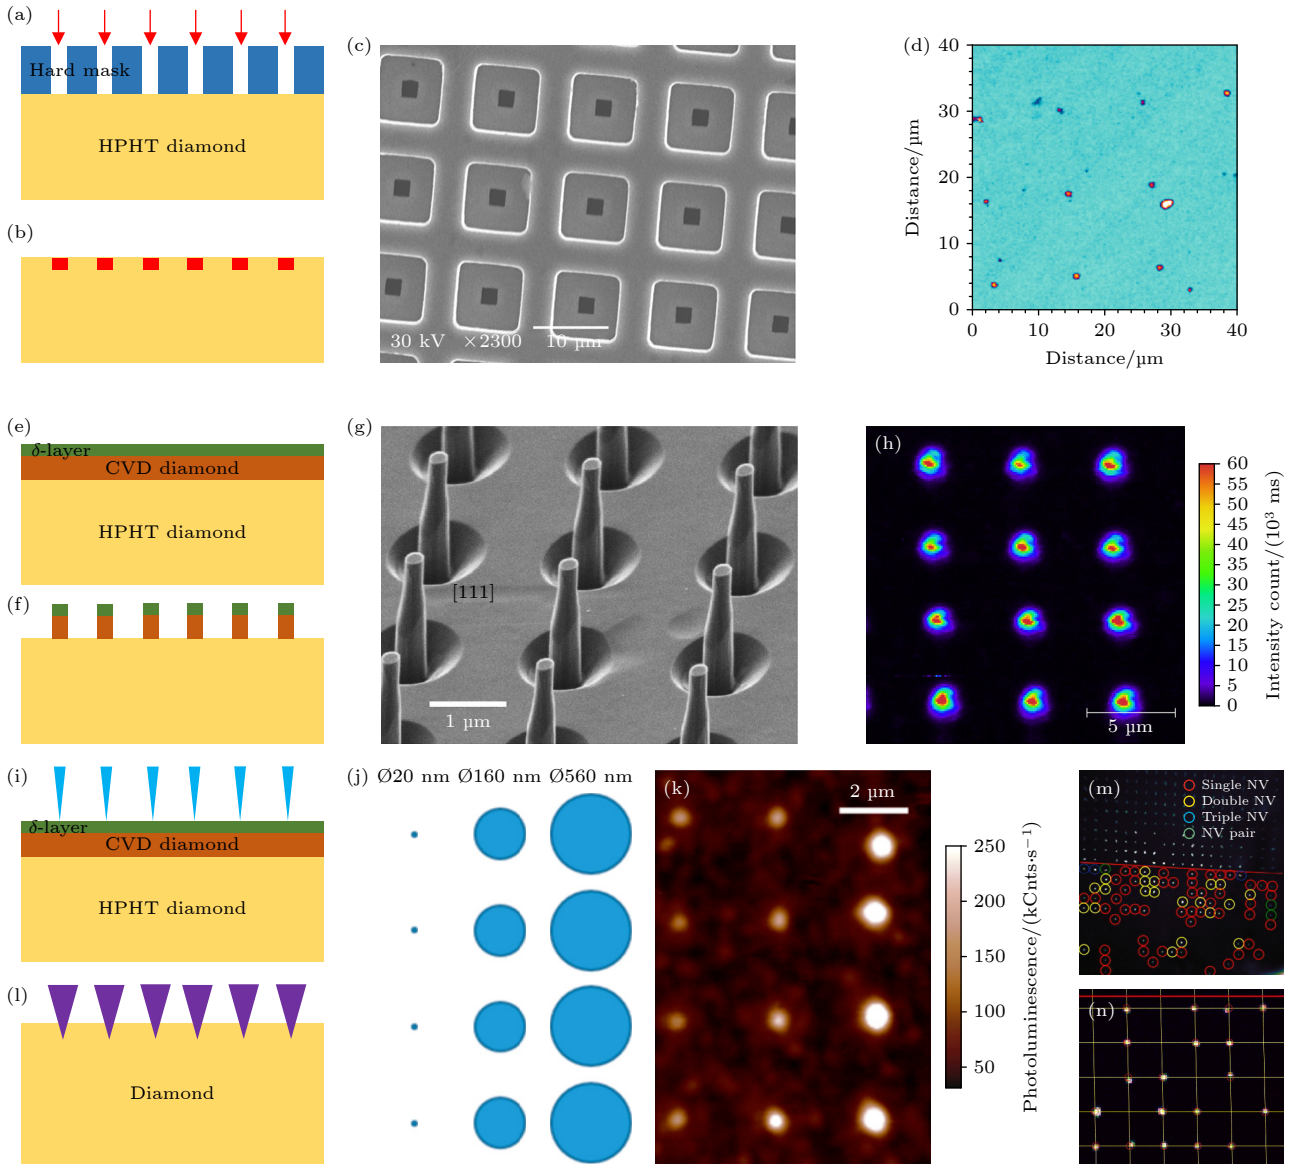 (a)
Hard mask
HPHT diamond
(b)
(c)
30 kV ×2300 10 µm
(d)
40
30
20
10
0
0 10 20 30 40
Distance/µm
Distance/µm
(e)
δ-layer
CVD diamond
HPHT diamond
(f)
(g)
[111]
1 µm
(h)
5 µm
60
55
50
45
40
35
30
25
20
15
10
5
0
Intensity count/(10³ ms)
(i)
δ-layer
CVD diamond
HPHT diamond
(j) Ø20 nm Ø160 nm Ø560 nm
(k)
2 µm
250
200
150
100
50
Photoluminescence/(kCnts·s⁻¹)
(l)
Diamond
(m)
Single NV
Double NV
Triple NV
NV pair
(n)